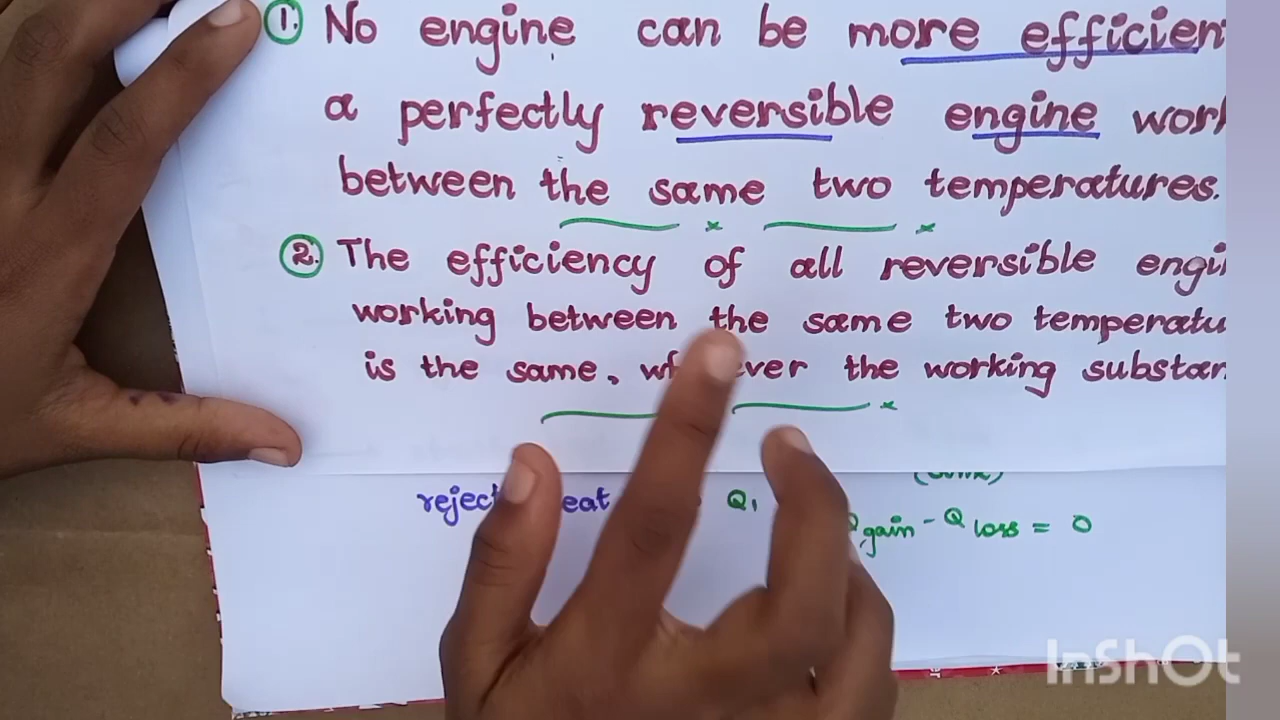 1. No engine can be more efficien
a perfectly reversible engine work
between the same two temperatures.
2. The efficiency of all reversible engi
working between the same two temperatu
is the same, ever the working substan
reject eat Q1
gain - Q loss = 0
InShOt